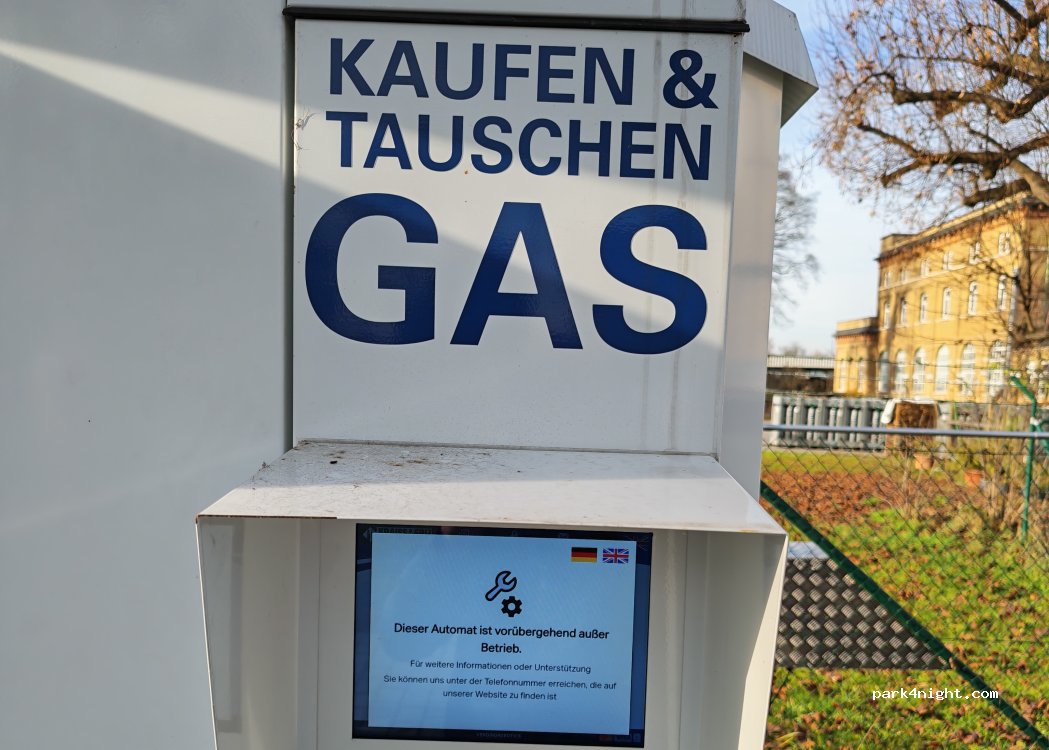 KAUFEN &
TAUSCHEN
GAS
Dieser Automat ist vorübergehend außer
Betrieb.
Für weitere Informationen oder Unterstützung
Sie können uns unter der Telefonnummer erreichen, die auf
unserer Website zu finden ist
park4night.com